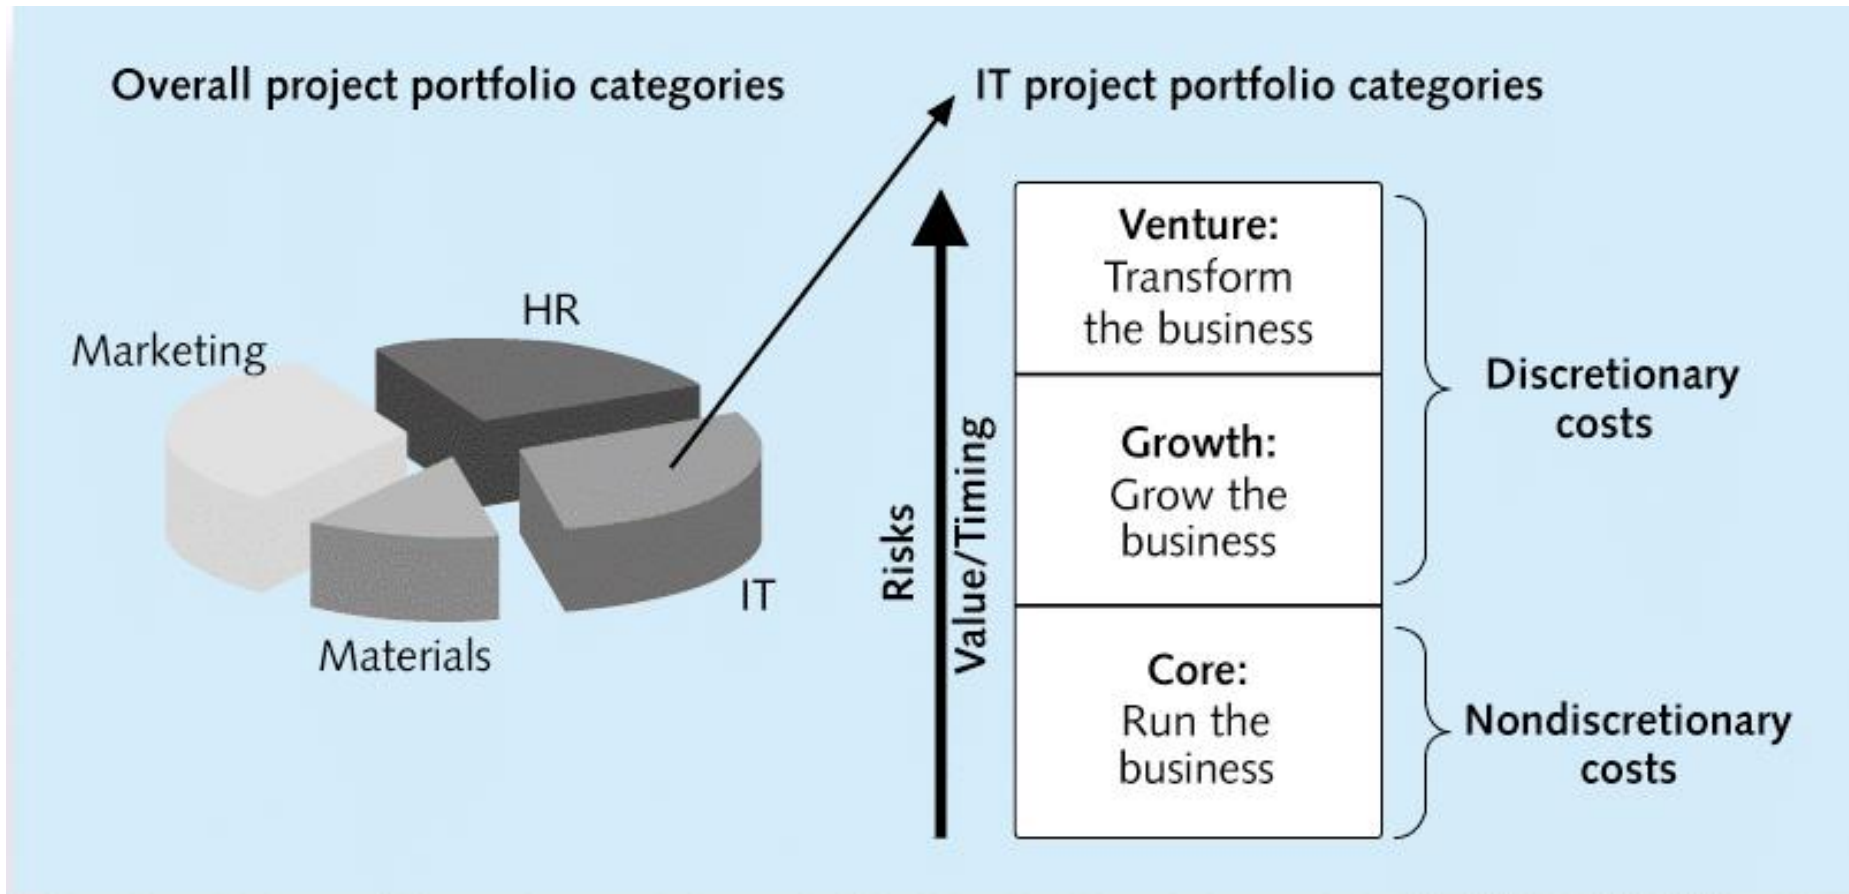 Overall project portfolio categories
IT project portfolio categories
HR
Marketing
IT
Materials
Risks
Value/Timing
Venture:
Transform
the business
Growth:
Grow the
business
Core:
Run the
business
Discretionary
costs
Nondiscretionary
costs